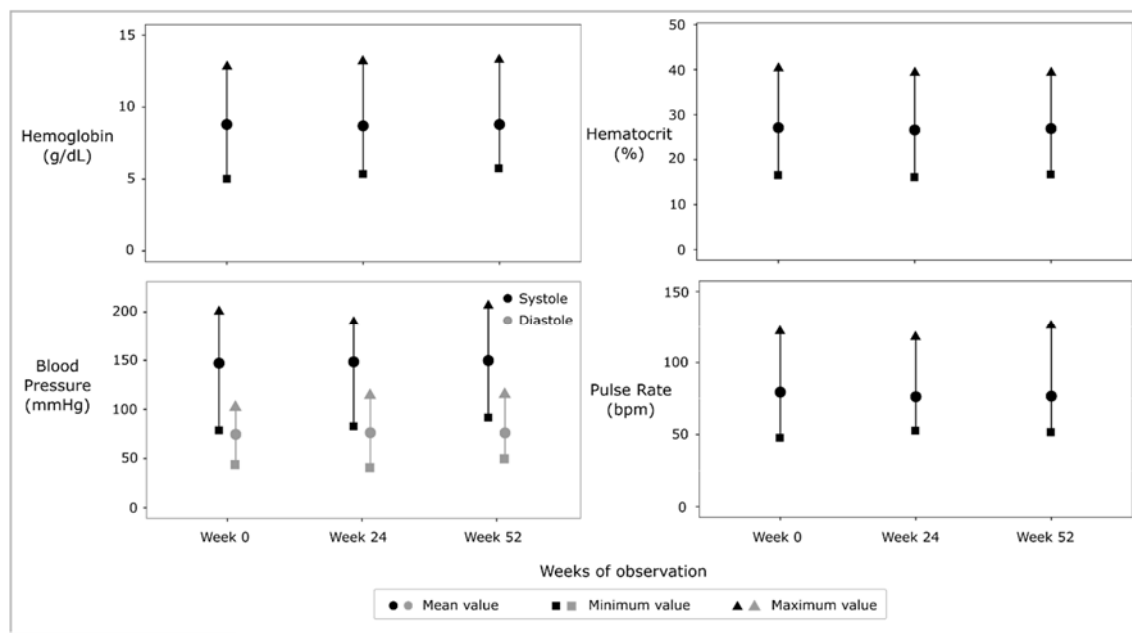 15
10
5
0
Hemoglobin
(g/dL)
50
40
30
20
10
0
Hematocrit
(%)
200
150
100
50
0
Blood
Pressure
(mmHg)
Systole
Diastole
150
100
50
0
Pulse Rate
(bpm)
Week 0 Week 24 Week 52
Week 0 Week 24 Week 52
Weeks of observation
Mean value Minimum value Maximum value